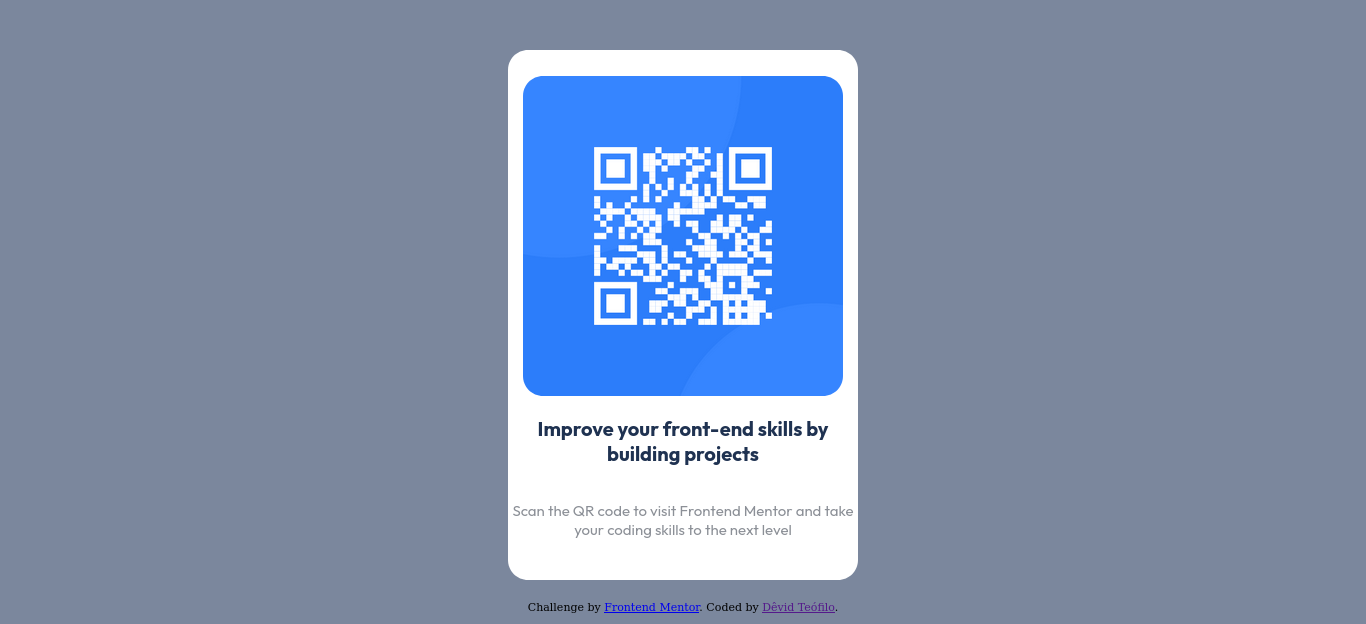 Improve your front-end skills by
building projects
Scan the QR code to visit Frontend Mentor and take
your coding skills to the next level
Challenge by Frontend Mentor. Coded by Dêvid Teófilo.